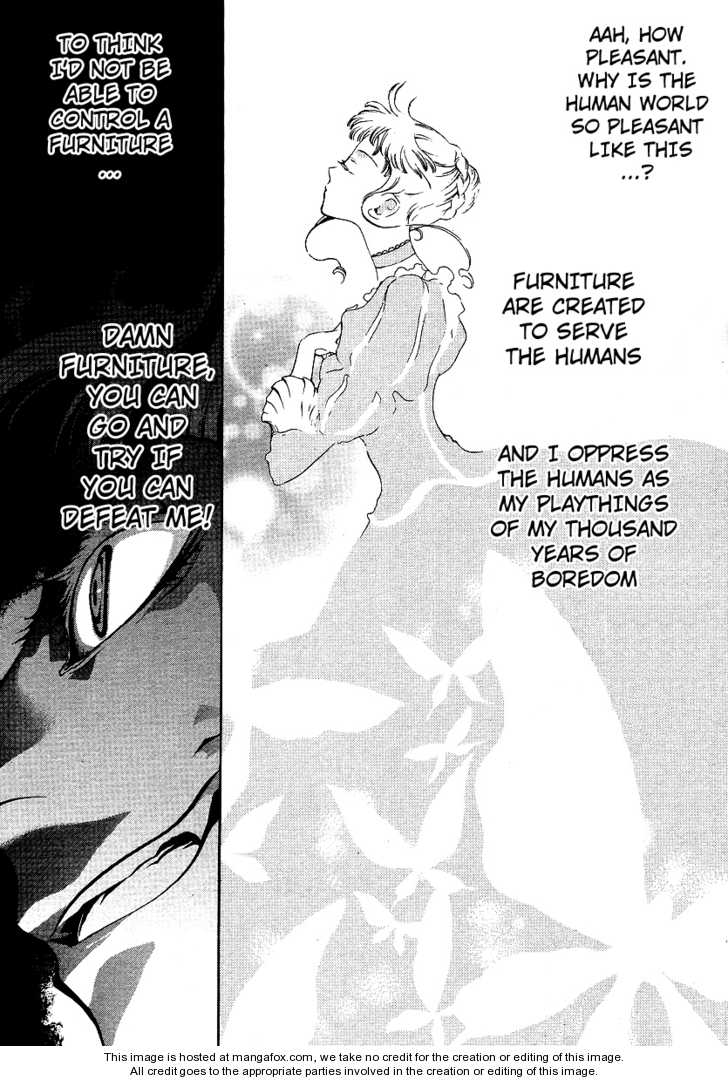 AAH, HOW
PLEASANT.
WHY IS THE
HUMAN WORLD
SO PLEASANT
LIKE THIS
...?
FURNITURE
ARE CREATED
TO SERVE
THE HUMANS
AND I OPPRESS
THE HUMANS AS
MY PLAYTHINGS
OF MY THOUSAND
YEARS OF
BOREDOM
TO THINK
I'D NOT BE
ABLE TO
CONTROL A
FURNITURE
...
DAMN
FURNITURE,
YOU CAN
GO AND
TRY IF
YOU CAN
DEFEAT ME!
This image is hosted at mangafox.com, we take no credit for the creation or editing of this image.
All credit goes to the appropriate parties involved in the creation or editing of this image.